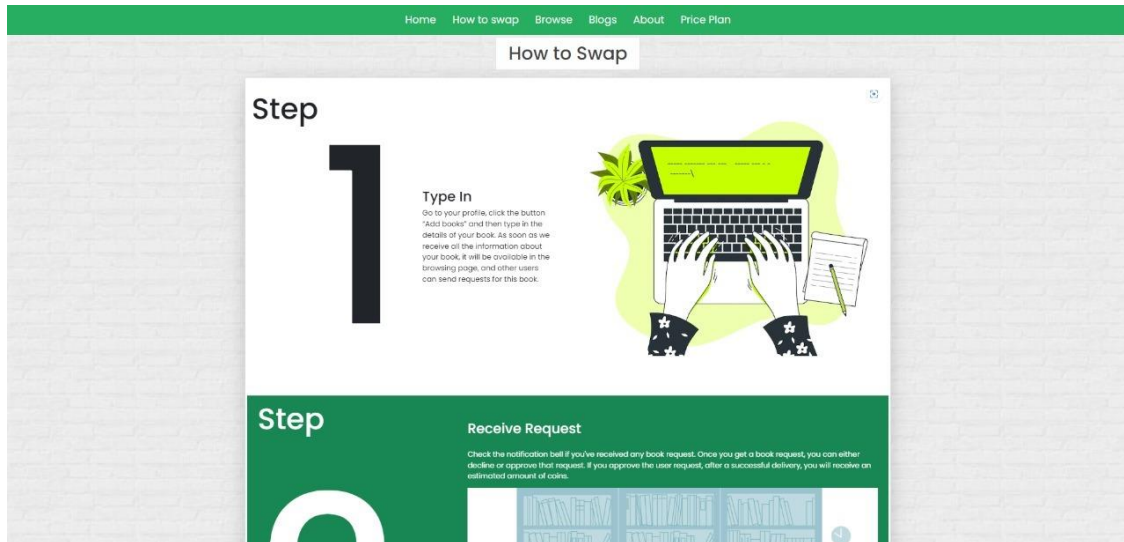 Home How to swap Browse Blogs About Price Plan
How to Swap
Step
1
Type In
Go to your profile, click the button
"Add books" and then type in the
details of your book. As soon as we
receive all the information about
your book, it will be available in the
browsing page, and other users
can send requests for this book.
Step
Receive Request
Check the notification bell if you've received any book request. Once you get a book request, you can either
decline or approve that request. If you approve the user request, after a successful delivery, you will receive an
estimated amount of coins.